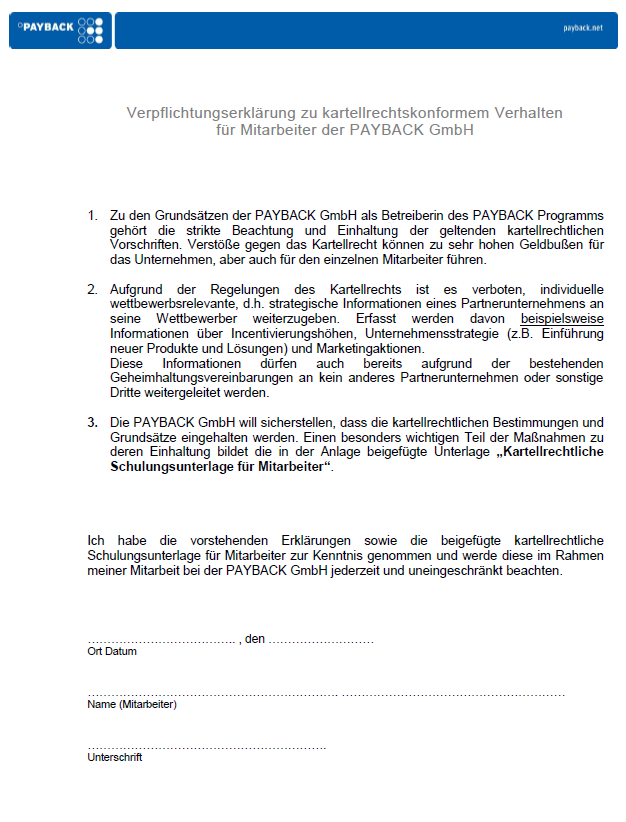 °PAYBACK
payback.net
Verpflichtungserklärung zu kartellrechtskonformem Verhalten
für Mitarbeiter der PAYBACK GmbH
1. Zu den Grundsätzen der PAYBACK GmbH als Betreiberin des PAYBACK Programms
gehört die strikte Beachtung und Einhaltung der geltenden kartellrechtlichen
Vorschriften. Verstöße gegen das Kartellrecht können zu sehr hohen Geldbußen für
das Unternehmen, aber auch für den einzelnen Mitarbeiter führen.
2. Aufgrund der Regelungen des Kartellrechts ist es verboten, individuelle
wettbewerbsrelevante, d.h. strategische Informationen eines Partnerunternehmens an
seine Wettbewerber weiterzugeben. Erfasst werden davon beispielsweise
Informationen über Incentivierungshöhen, Unternehmensstrategie (z.B. Einführung
neuer Produkte und Lösungen) und Marketingaktionen.
Diese Informationen dürfen auch bereits aufgrund der bestehenden
Geheimhaltungsvereinbarungen an kein anderes Partnerunternehmen oder sonstige
Dritte weitergeleitet werden.
3. Die PAYBACK GmbH will sicherstellen, dass die kartellrechtlichen Bestimmungen und
Grundsätze eingehalten werden. Einen besonders wichtigen Teil der Maßnahmen zu
deren Einhaltung bildet die in der Anlage beigefügte Unterlage „Kartellrechtliche
Schulungsunterlage für Mitarbeiter“.
Ich habe die vorstehenden Erklärungen sowie die beigefügte kartellrechtliche
Schulungsunterlage für Mitarbeiter zur Kenntnis genommen und werde diese im Rahmen
meiner Mitarbeit bei der PAYBACK GmbH jederzeit und uneingeschränkt beachten.
………………………………. , den ………………………
Ort Datum
………………………………………………………. …………………………………………………
Name (Mitarbeiter)
…………………………………………………….
Unterschrift